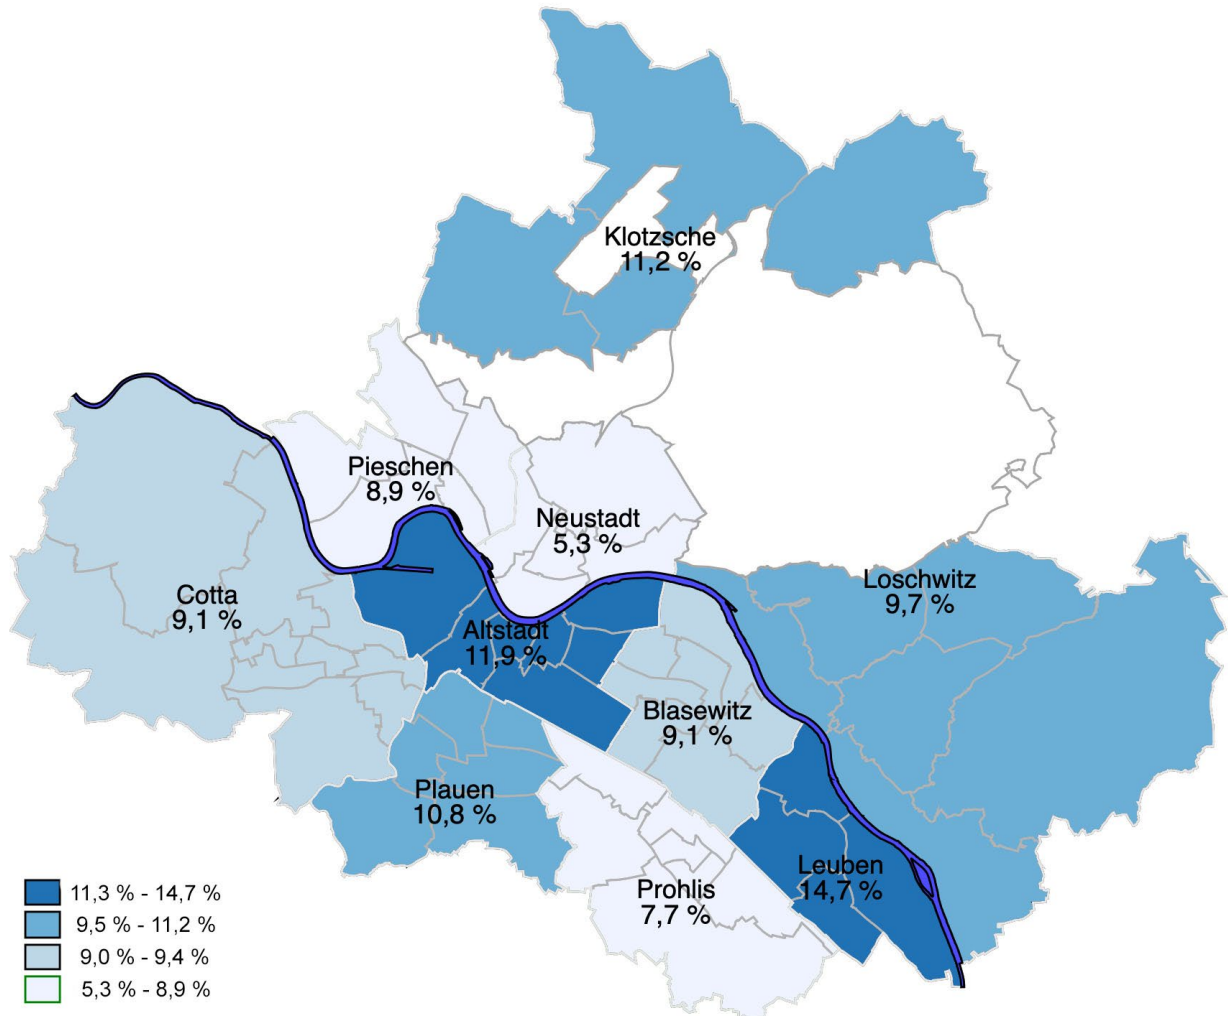 Klotzsche
11,2 %
Pieschen
8,9 %
Neustadt
5,3 %
Cotta
9,1 %
Loschwitz
9,7 %
Altstadt
11,9 %
Blasewitz
9,1 %
Plauen
10,8 %
Leuben
14,7 %
Prohlis
7,7 %
11,3 % - 14,7 %
9,5 % - 11,2 %
9,0 % - 9,4 %
5,3 % - 8,9 %